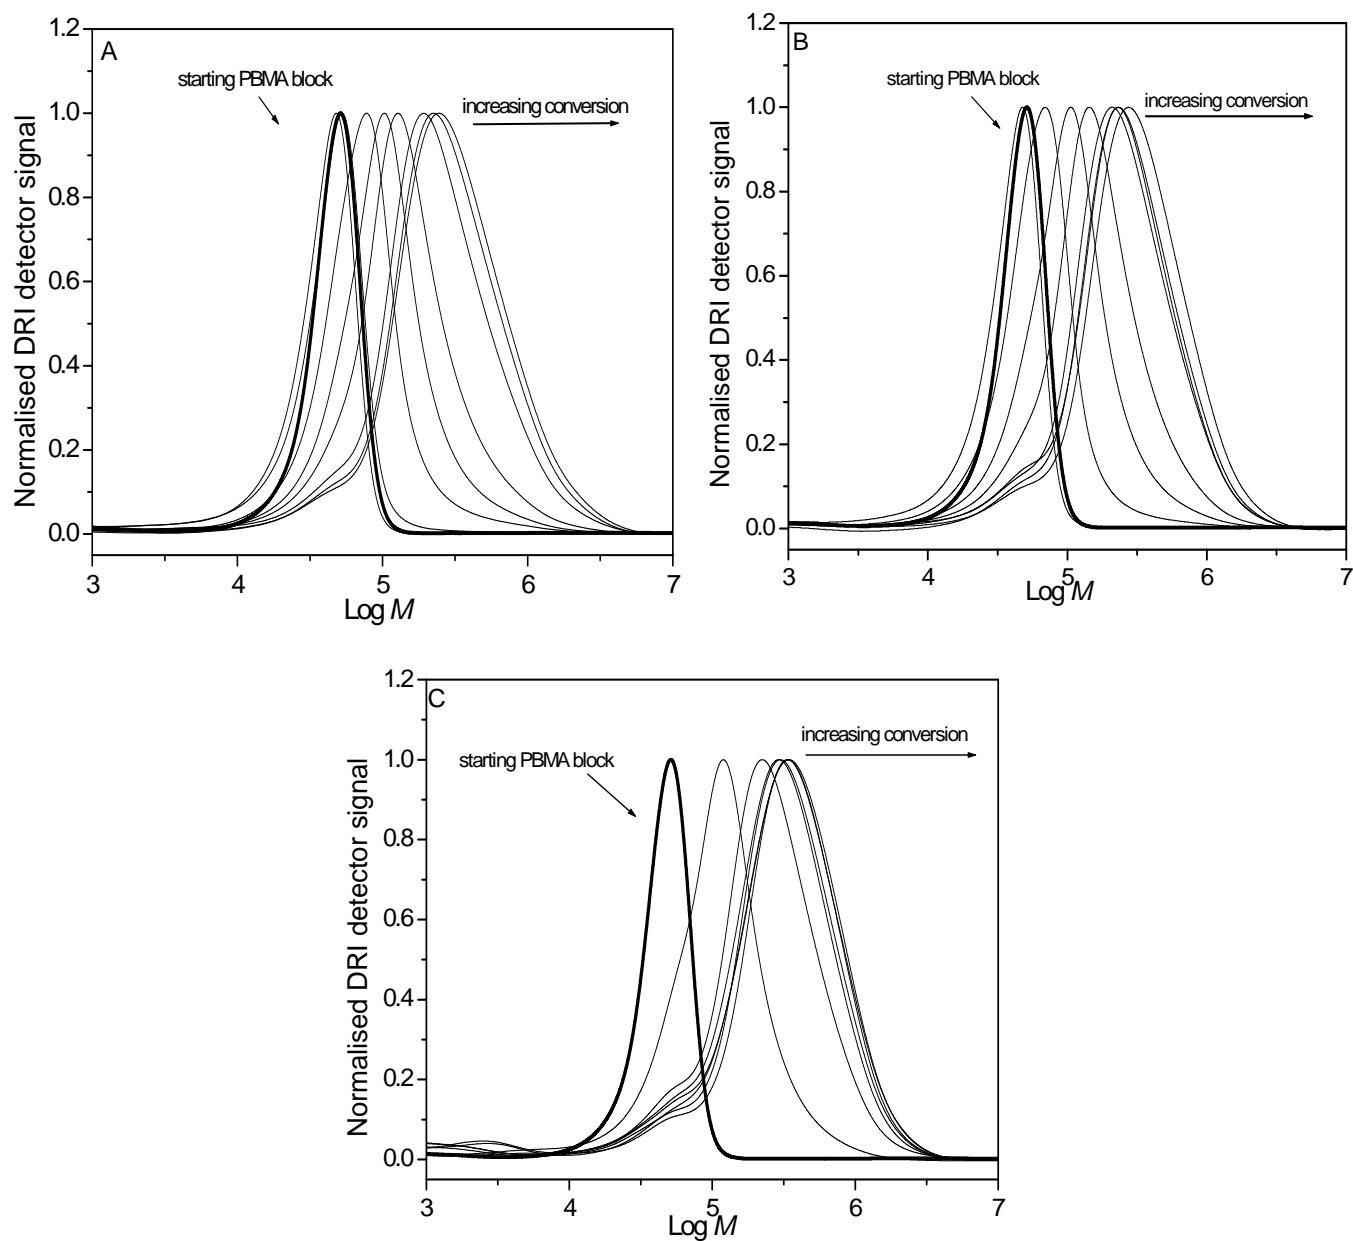 A
starting PBMA block
increasing conversion
1.2
1.0
0.8
0.6
0.4
0.2
0.0
Normalised DRI detector signal
3 4 5 6 7
Log M
B
starting PBMA block
increasing conversion
1.2
1.0
0.8
0.6
0.4
0.2
0.0
Normalised DRI detector signal
3 4 5 6 7
Log M
C
starting PBMA block
increasing conversion
1.2
1.0
0.8
0.6
0.4
0.2
0.0
Normalised DRI detector signal
3 4 5 6 7
Log M